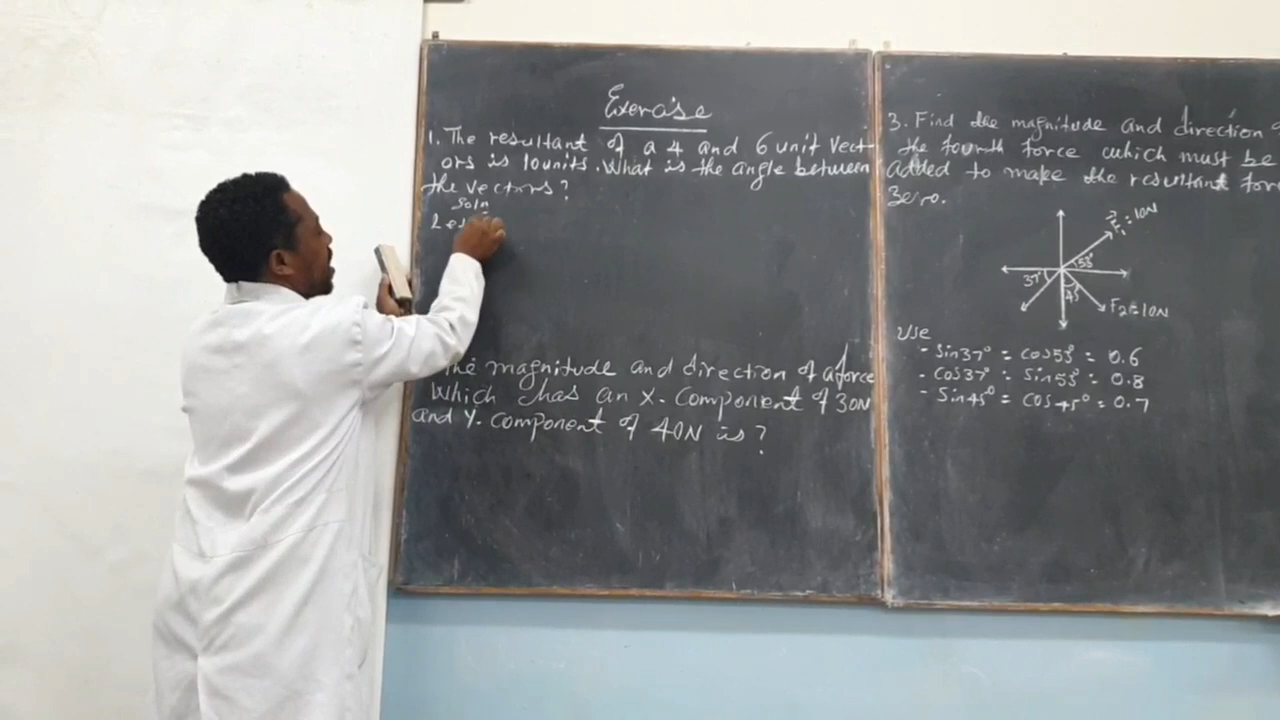 Exercise
1. The resultant of a 4 and 6 unit vect
ors is 10units. What is the angle between
the vectors?
Soln
Le
The magnitude and direction of a force
which has an X. component of 30N
and Y. component of 40N is?
3. Find the magnitude and direction
the fourth force which must be
added to make the resultant for
Zero.
F₁ = 10N
53°
37°
45
F2 = 10N
Use
- Sin37° = Cos53° = 0.6
- Cos37° = Sin53° = 0.8
- Sin45° = Cos45° = 0.7